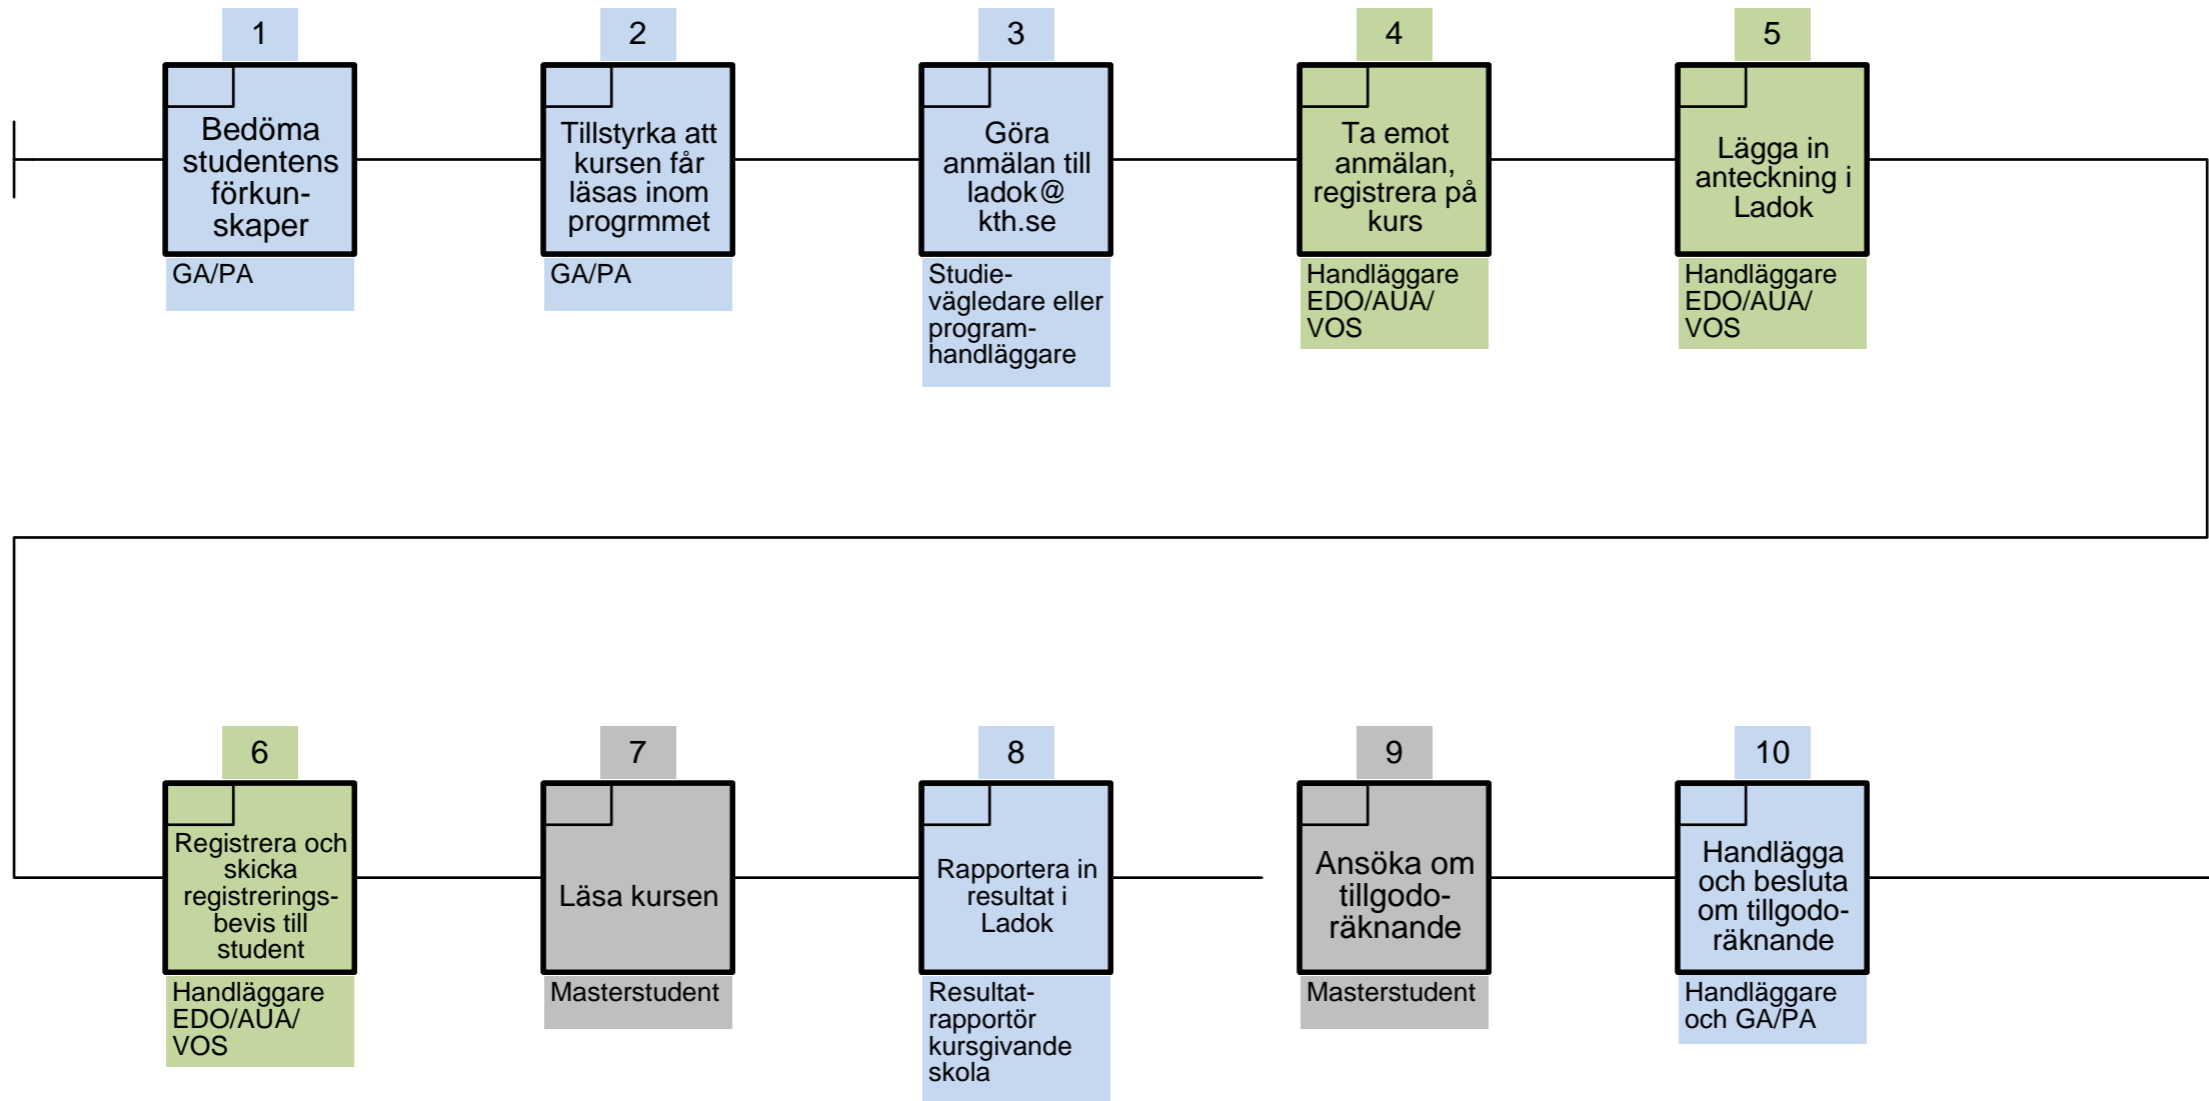 1
Bedöma
studentens
förkun-
skaper
GA/PA
2
Tillstyrka att
kursen får
läsas inom
progrmmet
GA/PA
3
Göra
anmälan till
ladok@
kth.se
Studie-
vägledare eller
program-
handläggare
4
Ta emot
anmälan,
registrera på
kurs
Handläggare
EDO/AUA/
VOS
5
Lägga in
anteckning i
Ladok
Handläggare
EDO/AUA/
VOS
6
Registrera och
skicka
registrerings-
bevis till
student
Handläggare
EDO/AUA/
VOS
7
Läsa kursen
Masterstudent
8
Rapportera in
resultat i
Ladok
Resultat-
rapportör
kursgivande
skola
9
Ansöka om
tillgodo-
räknande
Masterstudent
10
Handlägga
och besluta
om tillgodo-
räknande
Handläggare
och GA/PA